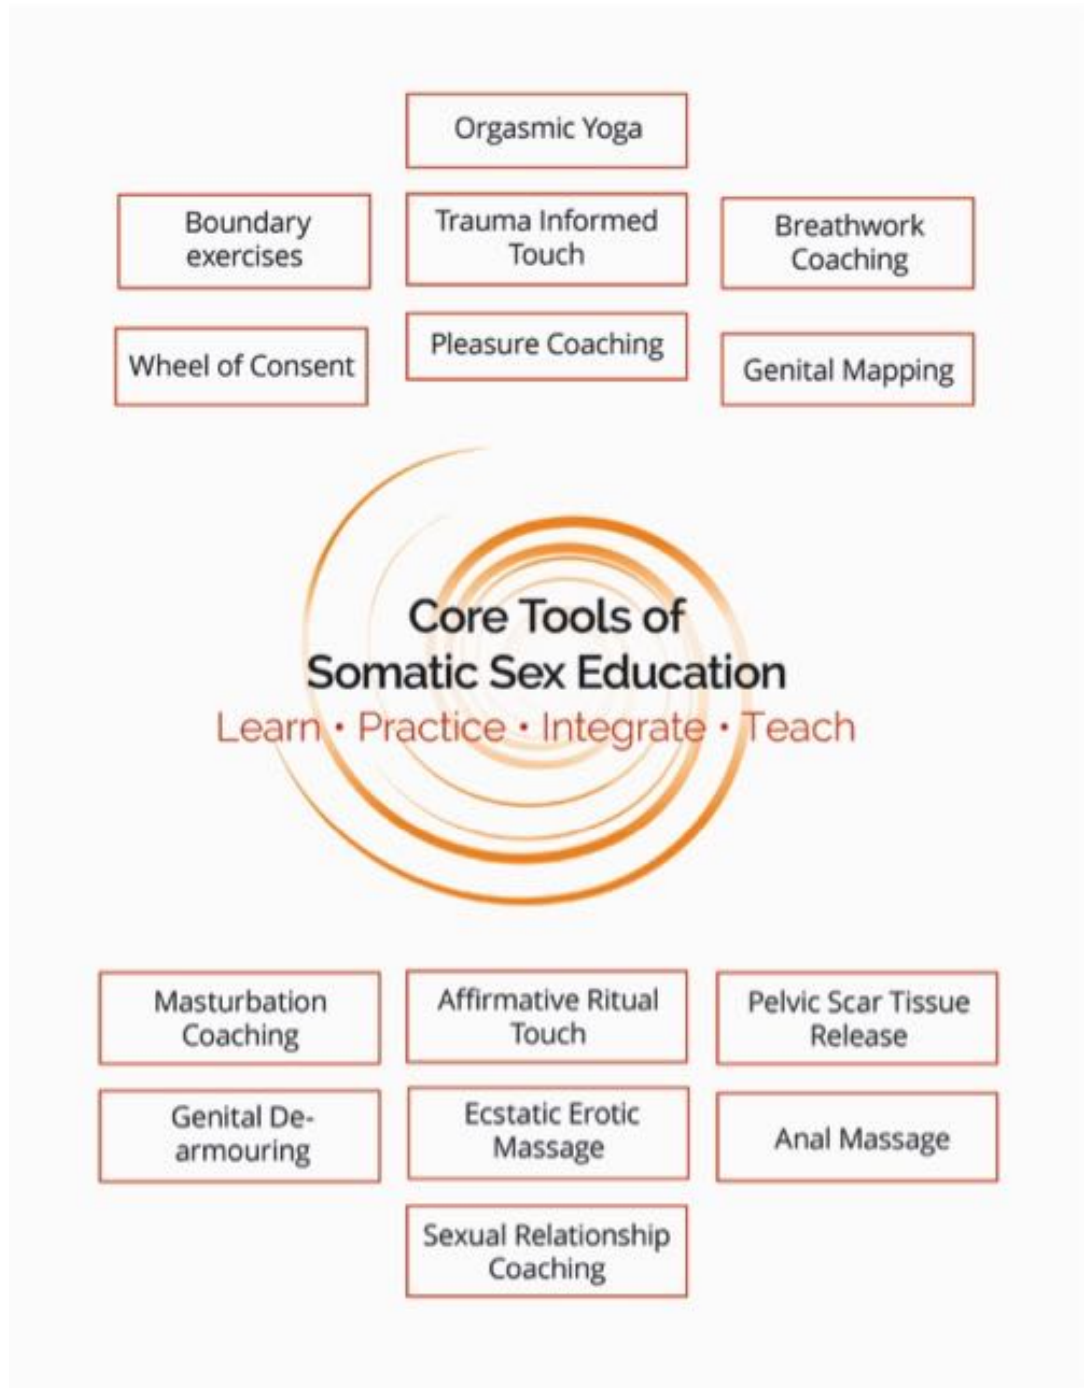 Orgasmic Yoga
Boundary
exercises
Trauma Informed
Touch
Breathwork
Coaching
Wheel of Consent
Pleasure Coaching
Genital Mapping
Core Tools of
Somatic Sex Education
Learn • Practice • Integrate • Teach
Masturbation
Coaching
Affirmative Ritual
Touch
Pelvic Scar Tissue
Release
Genital De-
armouring
Ecstatic Erotic
Massage
Anal Massage
Sexual Relationship
Coaching